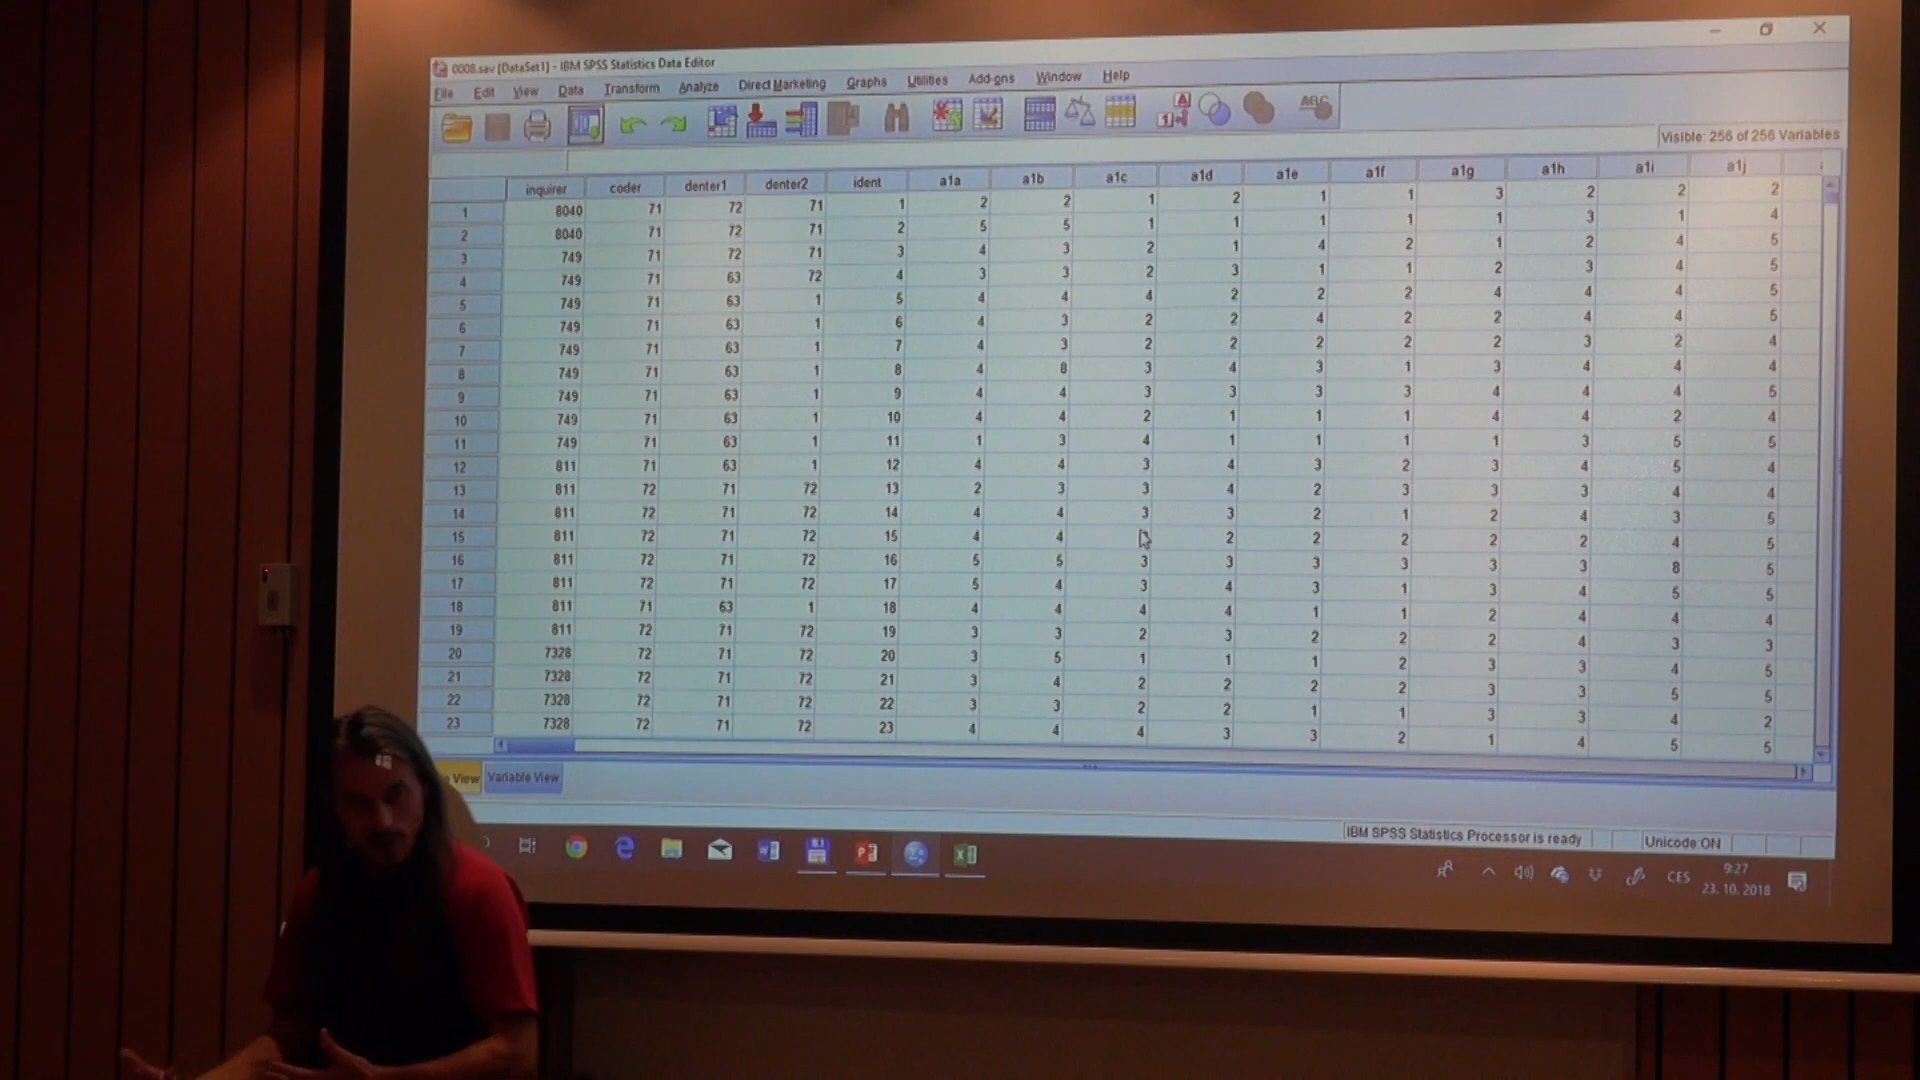 0008.sav [DataSet1] - IBM SPSS Statistics Data Editor
File Edit View Data Transform Analyze Direct Marketing Graphs Utilities Add-ons Window Help
Visible: 256 of 256 Variables
inquirer coder denter1 denter2 ident a1a a1b a1c a1d a1e a1f a1g a1h a1i a1j
1 8040 71 72 71 1 2 2 1 2 1 1 3 2 2 2
2 8040 71 72 71 2 5 5 1 1 1 1 1 3 1 4
3 749 71 72 71 3 4 3 2 1 4 2 1 2 4 5
4 749 71 63 72 4 3 3 2 3 1 1 2 3 4 5
5 749 71 63 1 5 4 4 4 2 2 2 4 4 4 5
6 749 71 63 1 6 4 3 2 2 4 2 2 4 4 5
7 749 71 63 1 7 4 3 2 2 2 2 2 3 2 4
8 749 71 63 1 8 4 8 3 4 3 1 3 4 4 4
9 749 71 63 1 9 4 4 3 3 3 3 4 4 4 5
10 749 71 63 1 10 4 4 2 1 1 1 4 4 2 4
11 749 71 63 1 11 1 3 4 1 1 1 1 3 5 5
12 811 71 63 1 12 4 4 3 4 3 2 3 4 5 4
13 811 72 71 72 13 2 3 3 4 2 3 3 3 4 4
14 811 72 71 72 14 4 4 3 3 2 1 2 4 3 5
15 811 72 71 72 15 4 4 2 2 2 2 2 4 5
16 811 72 71 72 16 5 5 3 3 3 3 3 3 8 5
17 811 72 71 72 17 5 4 3 4 3 1 3 4 5 5
18 811 71 63 1 18 4 4 4 4 1 1 2 4 4 4
19 811 72 71 72 19 3 3 2 3 2 2 2 4 3 3
20 7328 72 71 72 20 3 5 1 1 1 2 3 3 4 5
21 7328 72 71 72 21 3 4 2 2 2 2 3 3 5 5
22 7328 72 71 72 22 3 3 2 2 1 1 3 3 4 2
23 7328 72 71 72 23 4 4 4 3 3 2 1 4 5 5
View Variable View
IBM SPSS Statistics Processor is ready Unicode:ON
CES 9:27
23. 10. 2018